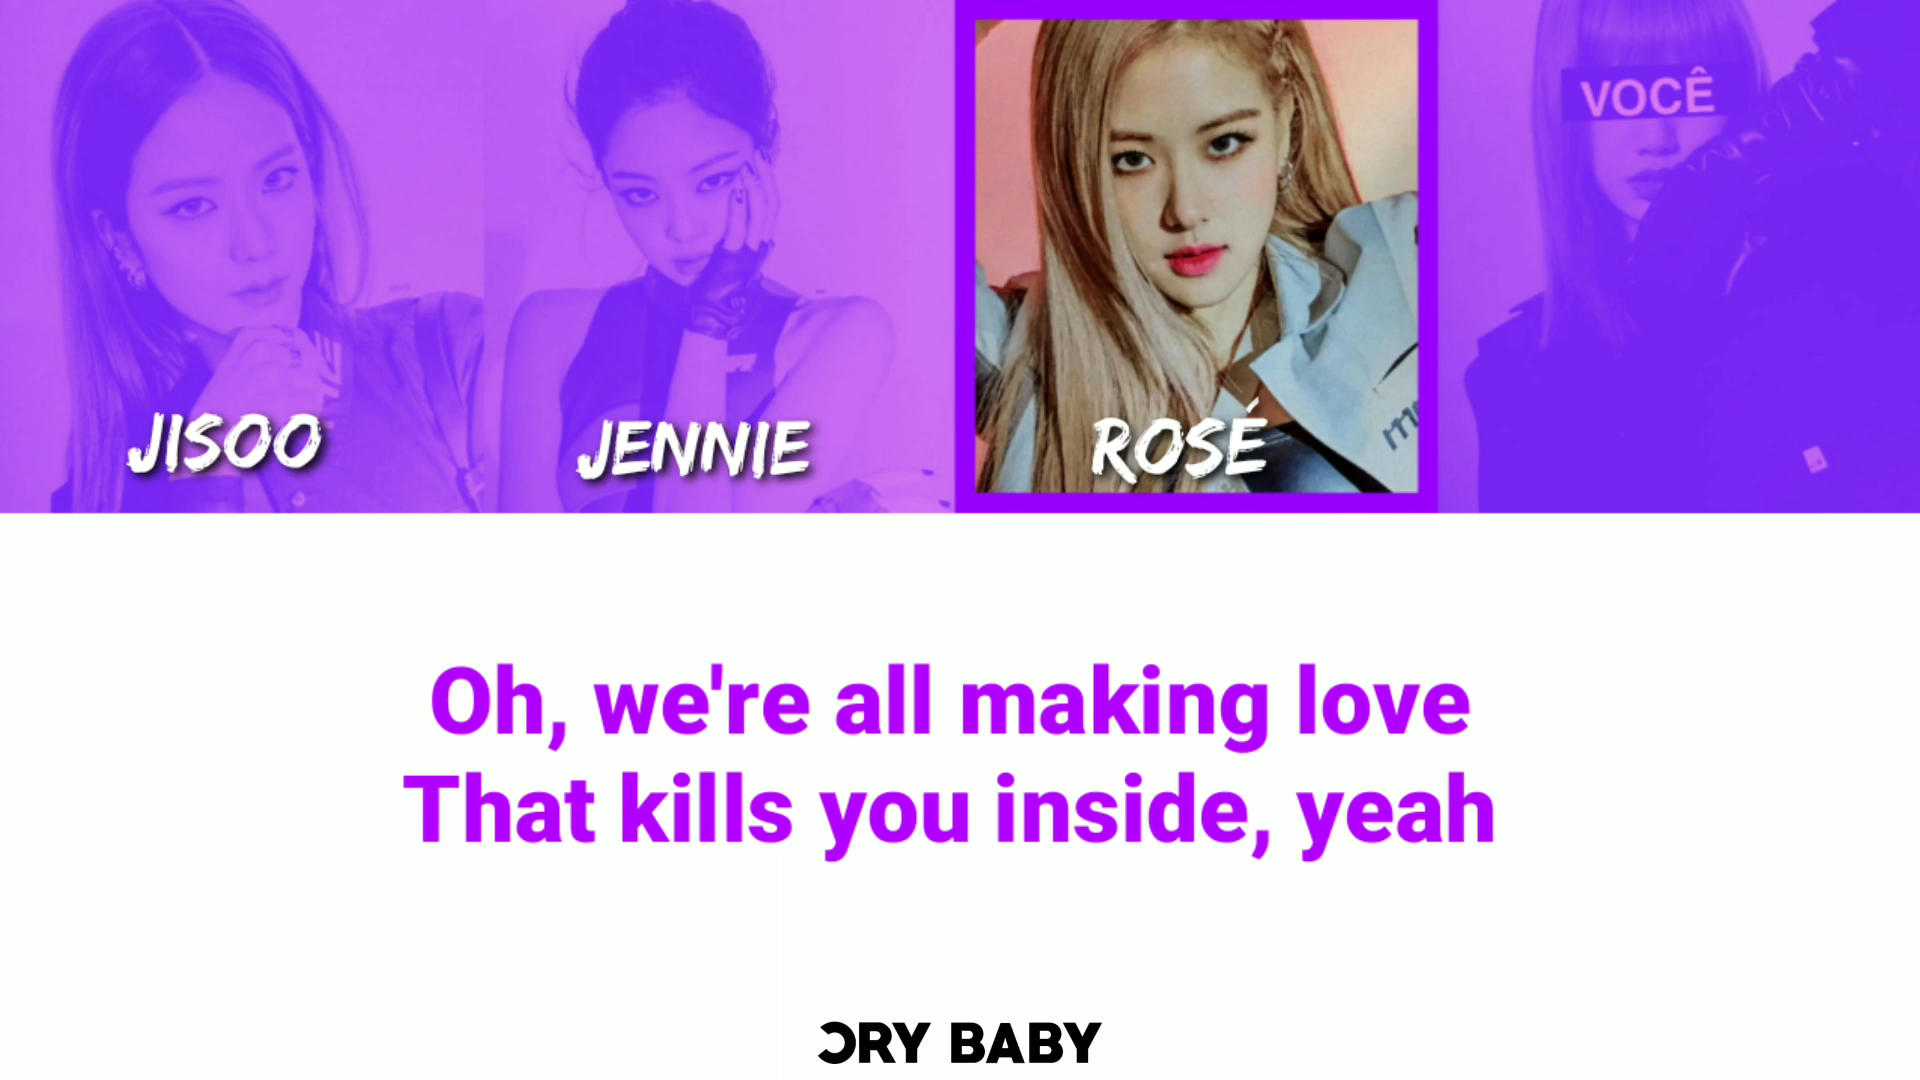 VOCÊ
JISOO
JENNIE
ROSÉ
Oh, we're all making love
That kills you inside, yeah
CRY BABY